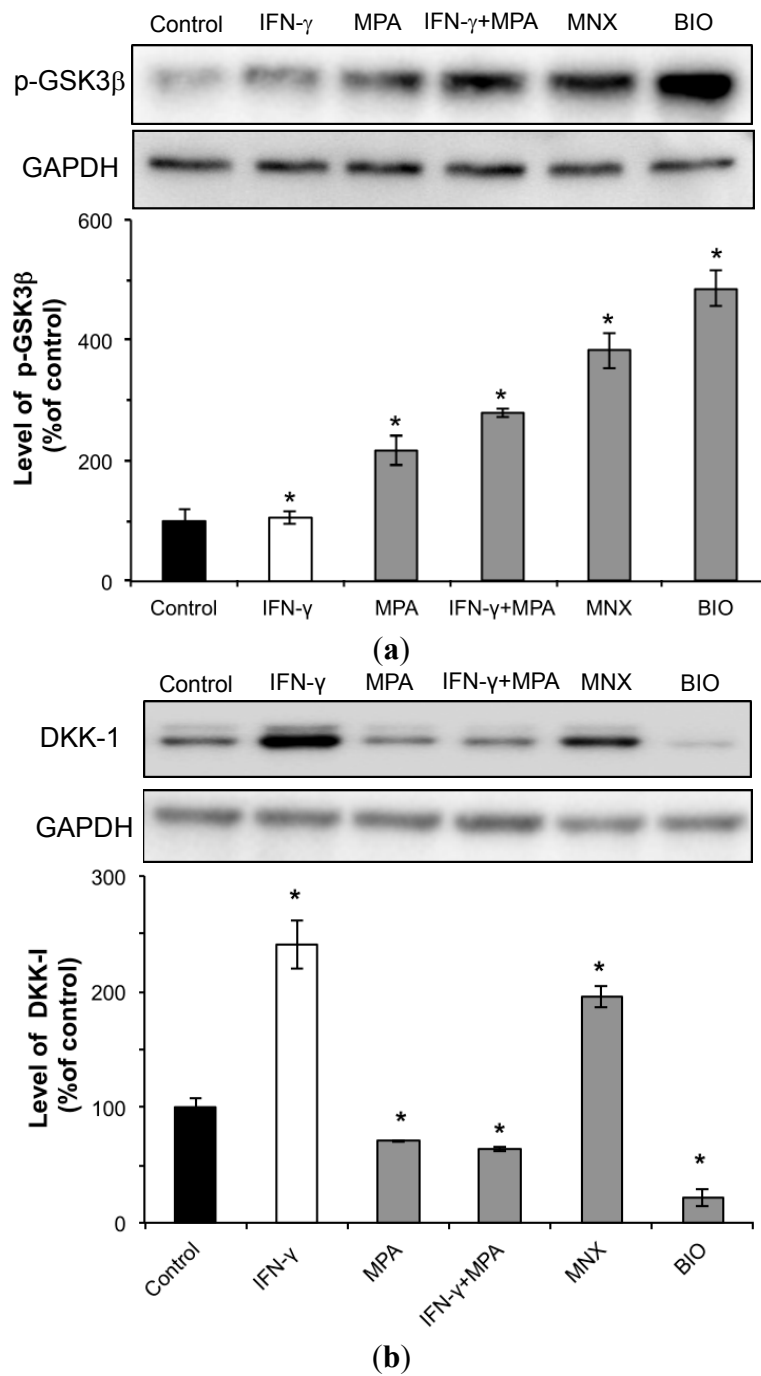 Control IFN-γ MPA IFN-γ+MPA MNX BIO
p-GSK3β
GAPDH
Level of p-GSK3β
(%of control)
600
400
200
0
* * * * *
Control IFN-γ MPA IFN-γ+MPA MNX BIO
(a)
Control IFN-γ MPA IFN-γ+MPA MNX BIO
DKK-1
GAPDH
Level of DKK-I
(%of control)
300
200
100
0
* * * * *
Control IFN-γ MPA IFN-γ+MPA MNX BIO
(b)